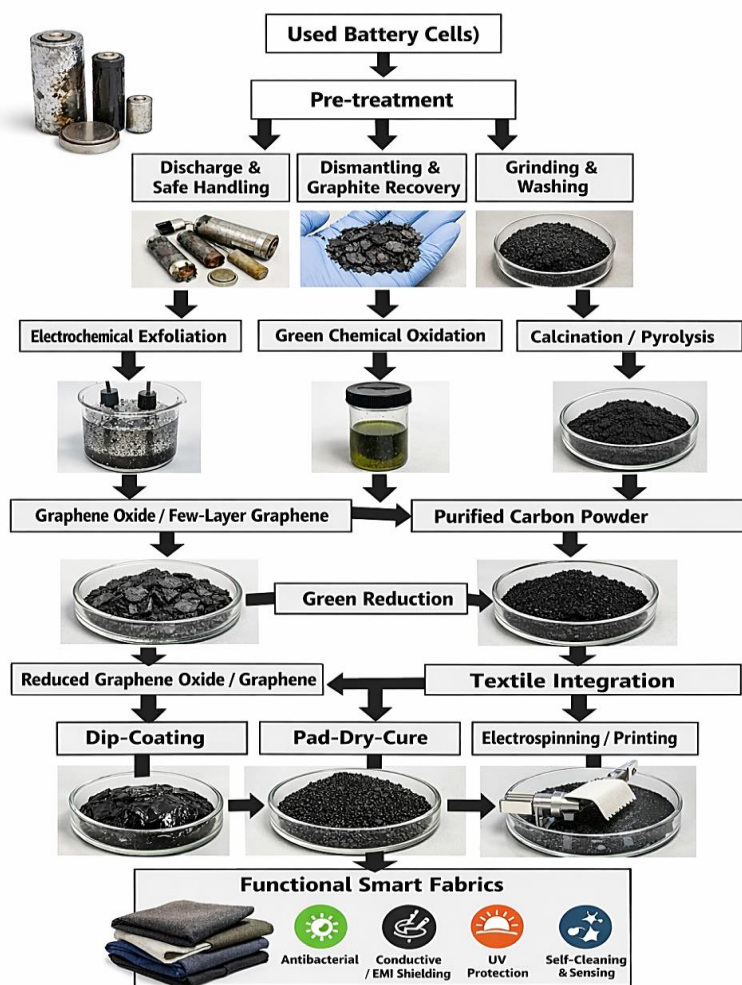 Used Battery Cells)
Pre-treatment
Discharge &
Safe Handling
Dismantling &
Graphite Recovery
Grinding &
Washing
Electrochemical Exfoliation
Green Chemical Oxidation
Calcination / Pyrolysis
Graphene Oxide / Few-Layer Graphene
Purified Carbon Powder
Green Reduction
Reduced Graphene Oxide / Graphene
Textile Integration
Dip-Coating
Pad-Dry-Cure
Electrospinning / Printing
Functional Smart Fabrics
Antibacterial
Conductive
/ EMI Shielding
UV
Protection
Self-Cleaning
& Sensing